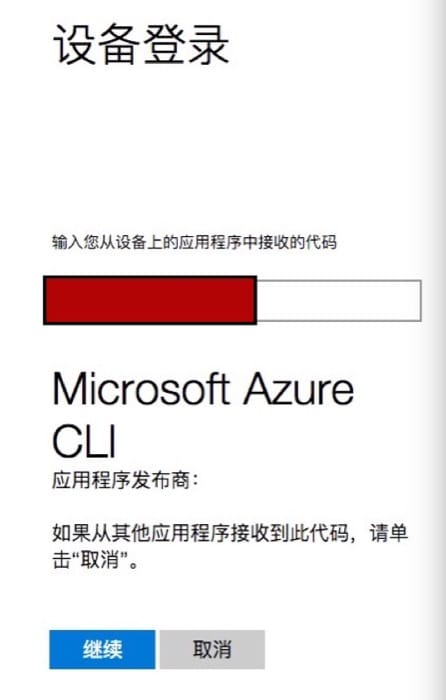 设备登录
输入您从设备上的应用程序中接收的代码
Microsoft Azure
CLI
应用程序发布商：
如果从其他应用程序接收到此代码，请单
击“取消”。
继续
取消